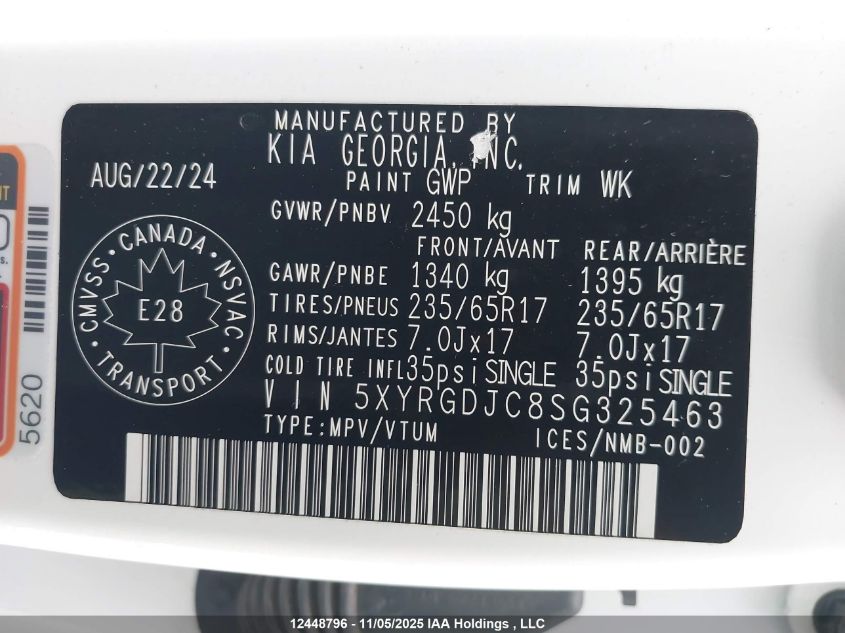 MANUFACTURED BY
KIA GEORGIA, INC.
AUG/22/24
PAINT GWP TRIM WK
GVWR/PNBV 2450 kg
FRONT/AVANT REAR/ARRIÈRE
GAWR/PNBE 1340 kg 1395 kg
TIRES/PNEUS 235/65R17 235/65R17
RIMS/JANTES 7.0Jx17 7.0Jx17
COLD TIRE INFL 35psi SINGLE 35psi SINGLE
VIN 5XYRGDJC8SG325463
TYPE:MPV/VTUM ICES/NMB-002
CMVSS · CANADA · NSVAC · TRANSPORT ·
E28
5620
12448796 - 11/05/2025 IAA Holdings , LLC